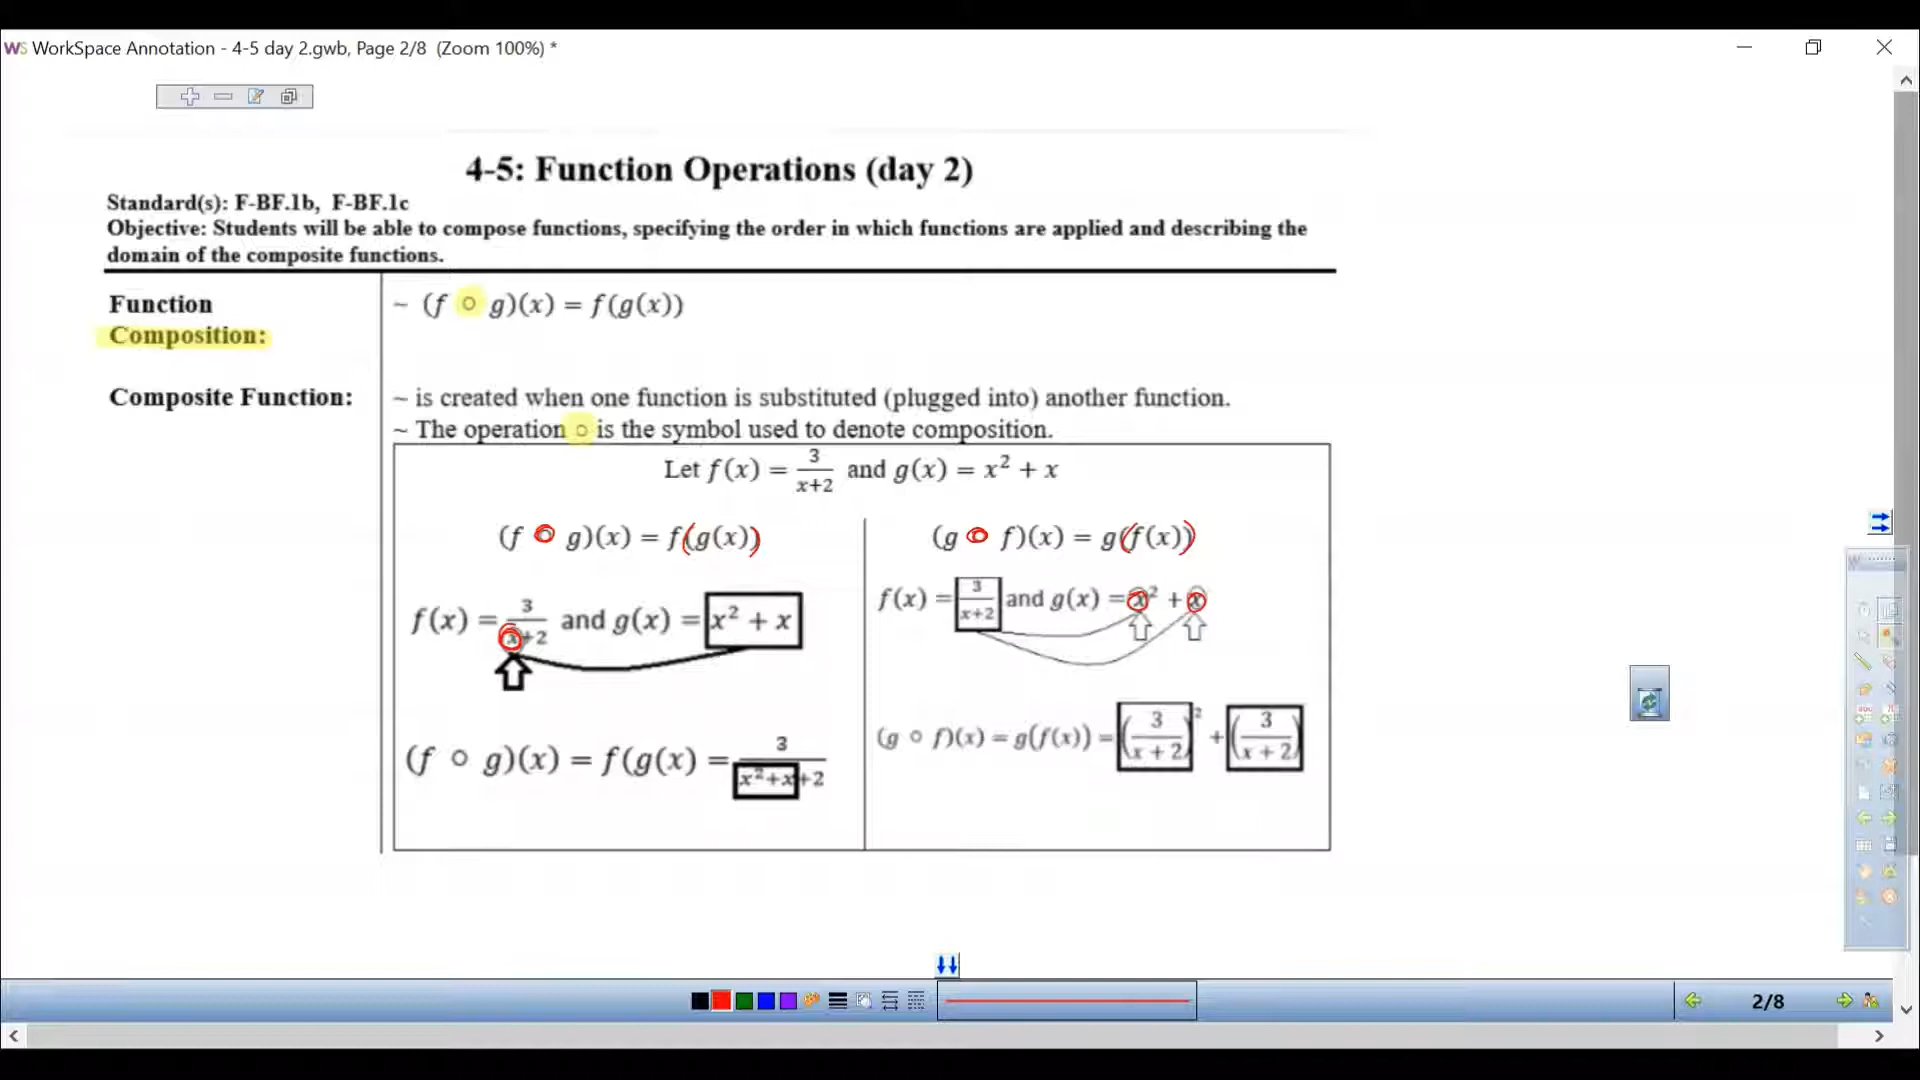 WS WorkSpace Annotation - 4-5 day 2.gwb, Page 2/8 (Zoom 100%) *
4-5: Function Operations (day 2)
Standard(s): F-BF.1b, F-BF.1c
Objective: Students will be able to compose functions, specifying the order in which functions are applied and describing the
domain of the composite functions.
Function
Composition:
~ (f ○ g)(x) = f(g(x))
Composite Function:
~ is created when one function is substituted (plugged into) another function.
~ The operation ○ is the symbol used to denote composition.
Let f(x) = 3/(x+2) and g(x) = x² + x
(f ○ g)(x) = f(g(x))
f(x) = 3/(x+2) and g(x) = x² + x
(f ○ g)(x) = f(g(x) = 3/(x²+x+2)
(g ○ f)(x) = g(f(x))
f(x) = 3/(x+2) and g(x) = x² + x
(g ○ f)(x) = g(f(x)) = (3/(x + 2))² + (3/(x + 2))
2/8